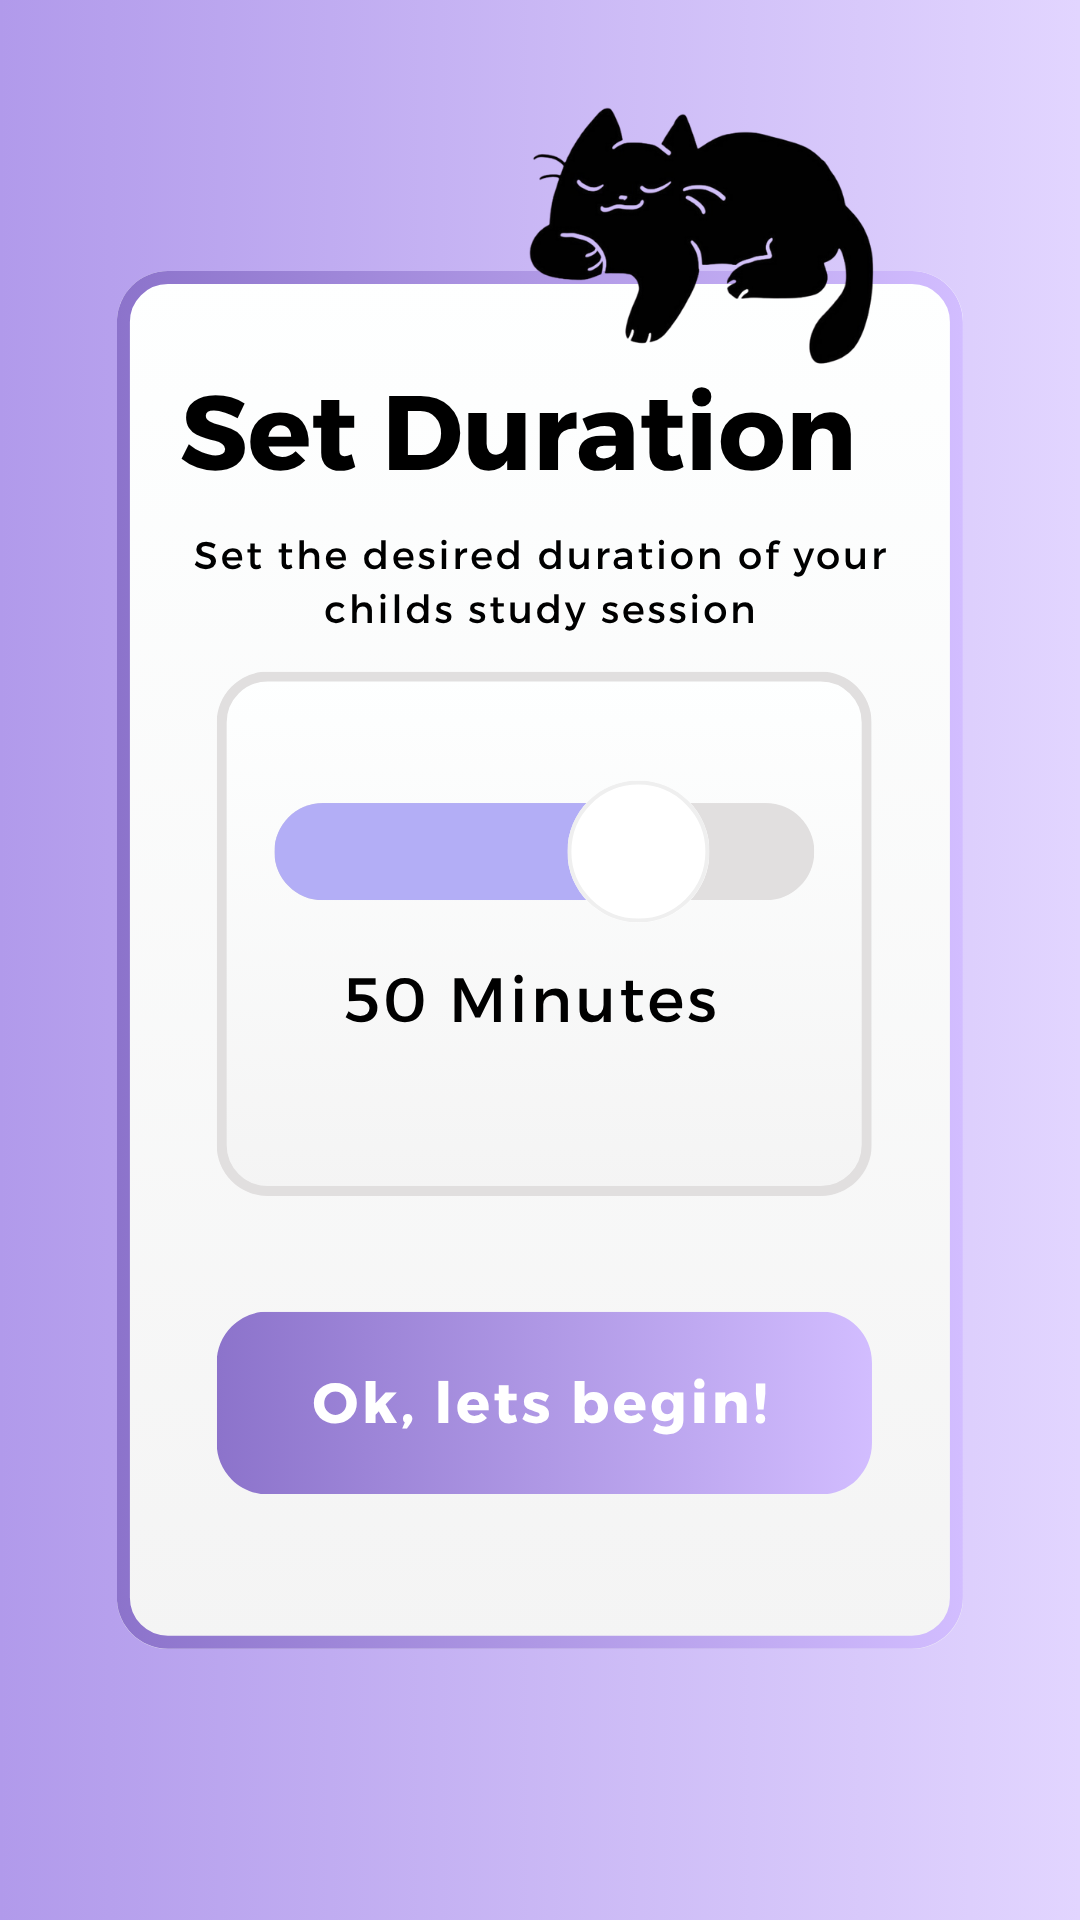 Set Duration
Set the desired duration of your
childs study session
50 Minutes
Ok, lets begin!